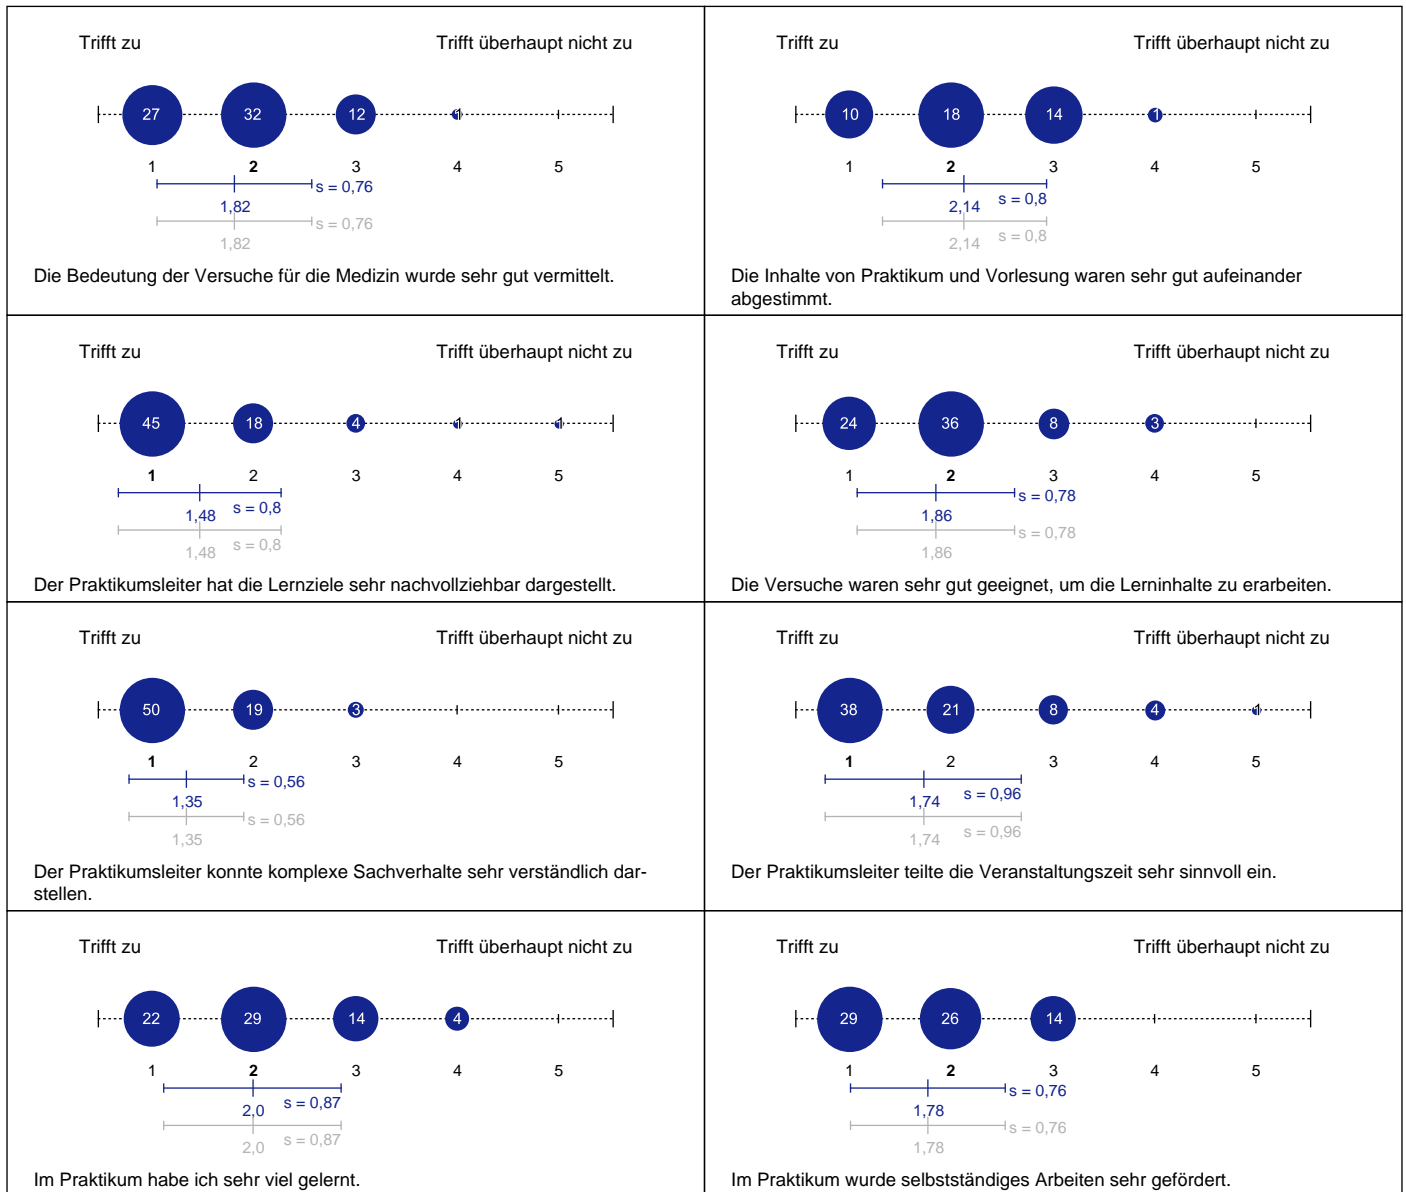 Trifft zu Trifft überhaupt nicht zu
27 32 12 1
1 2 3 4 5
s = 0,76
1,82
s = 0,76
1,82
Die Bedeutung der Versuche für die Medizin wurde sehr gut vermittelt.
Trifft zu Trifft überhaupt nicht zu
10 18 14 1
1 2 3 4 5
s = 0,8
2,14
s = 0,8
2,14
Die Inhalte von Praktikum und Vorlesung waren sehr gut aufeinander
abgestimmt.
Trifft zu Trifft überhaupt nicht zu
45 18 4 1 1
1 2 3 4 5
s = 0,8
1,48
s = 0,8
1,48
Der Praktikumsleiter hat die Lernziele sehr nachvollziehbar dargestellt.
Trifft zu Trifft überhaupt nicht zu
24 36 8 3
1 2 3 4 5
s = 0,78
1,86
s = 0,78
1,86
Die Versuche waren sehr gut geeignet, um die Lerninhalte zu erarbeiten.
Trifft zu Trifft überhaupt nicht zu
50 19 3
1 2 3 4 5
s = 0,56
1,35
s = 0,56
1,35
Der Praktikumsleiter konnte komplexe Sachverhalte sehr verständlich dar-
stellen.
Trifft zu Trifft überhaupt nicht zu
38 21 8 4 1
1 2 3 4 5
s = 0,96
1,74
s = 0,96
1,74
Der Praktikumsleiter teilte die Veranstaltungszeit sehr sinnvoll ein.
Trifft zu Trifft überhaupt nicht zu
22 29 14 4
1 2 3 4 5
s = 0,87
2,0
s = 0,87
2,0
Im Praktikum habe ich sehr viel gelernt.
Trifft zu Trifft überhaupt nicht zu
29 26 14
1 2 3 4 5
s = 0,76
1,78
s = 0,76
1,78
Im Praktikum wurde selbstständiges Arbeiten sehr gefördert.